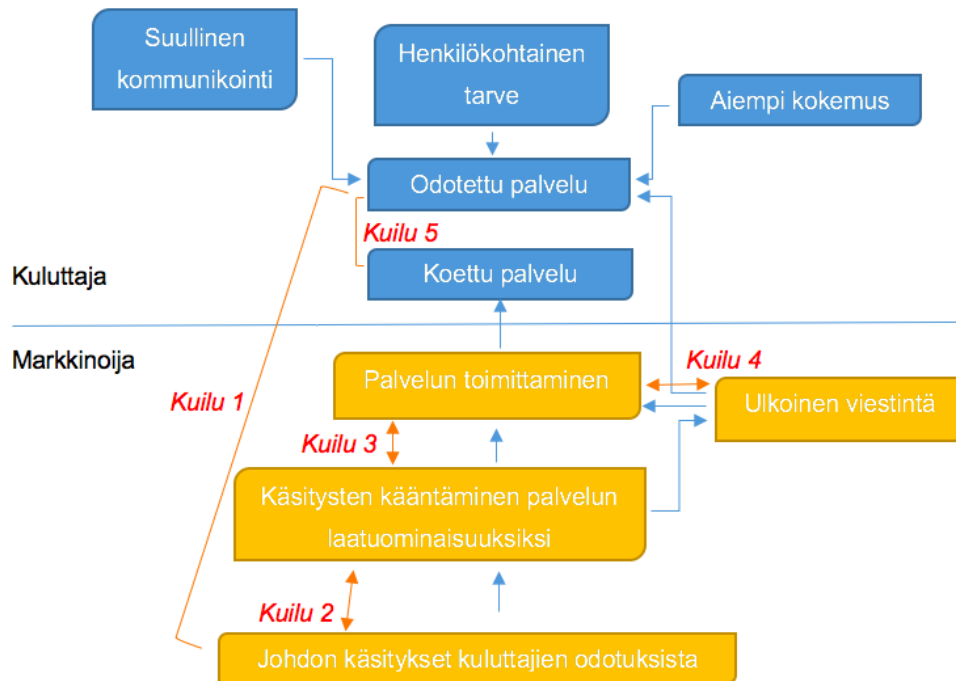 Suullinen
kommunikointi
Henkilökohtainen
tarve
Aiempi kokemus
Odotettu palvelu
Kuilu 5
Koettu palvelu
Kuluttaja
Markkinoija
Kuilu 4
Palvelun toimittaminen
Ulkoinen viestintä
Kuilu 1
Kuilu 3
Käsitysten kääntäminen palvelun
laatuominaisuuksiksi
Kuilu 2
Johdon käsitykset kuluttajien odotuksista